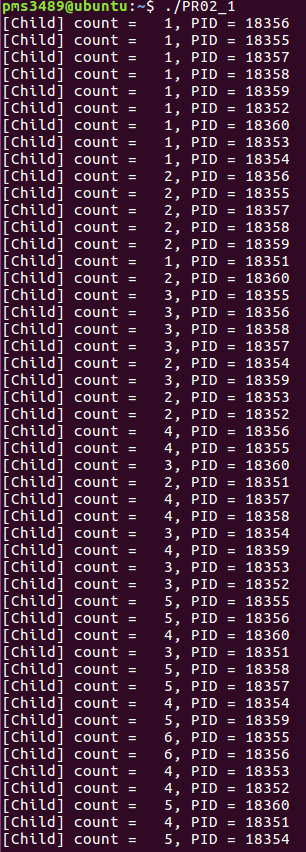 pms3489@ubuntu:~$ ./PR02_1
[Child] count =   1, PID = 18356
[Child] count =   1, PID = 18355
[Child] count =   1, PID = 18357
[Child] count =   1, PID = 18358
[Child] count =   1, PID = 18359
[Child] count =   1, PID = 18352
[Child] count =   1, PID = 18360
[Child] count =   1, PID = 18353
[Child] count =   1, PID = 18354
[Child] count =   2, PID = 18356
[Child] count =   2, PID = 18355
[Child] count =   2, PID = 18357
[Child] count =   2, PID = 18358
[Child] count =   2, PID = 18359
[Child] count =   1, PID = 18351
[Child] count =   2, PID = 18360
[Child] count =   3, PID = 18355
[Child] count =   3, PID = 18356
[Child] count =   3, PID = 18358
[Child] count =   3, PID = 18357
[Child] count =   2, PID = 18354
[Child] count =   3, PID = 18359
[Child] count =   2, PID = 18353
[Child] count =   2, PID = 18352
[Child] count =   4, PID = 18356
[Child] count =   4, PID = 18355
[Child] count =   3, PID = 18360
[Child] count =   2, PID = 18351
[Child] count =   4, PID = 18357
[Child] count =   4, PID = 18358
[Child] count =   3, PID = 18354
[Child] count =   4, PID = 18359
[Child] count =   3, PID = 18353
[Child] count =   3, PID = 18352
[Child] count =   5, PID = 18355
[Child] count =   5, PID = 18356
[Child] count =   4, PID = 18360
[Child] count =   3, PID = 18351
[Child] count =   5, PID = 18358
[Child] count =   5, PID = 18357
[Child] count =   4, PID = 18354
[Child] count =   5, PID = 18359
[Child] count =   6, PID = 18355
[Child] count =   6, PID = 18356
[Child] count =   4, PID = 18353
[Child] count =   4, PID = 18352
[Child] count =   5, PID = 18360
[Child] count =   4, PID = 18351
[Child] count =   5, PID = 18354